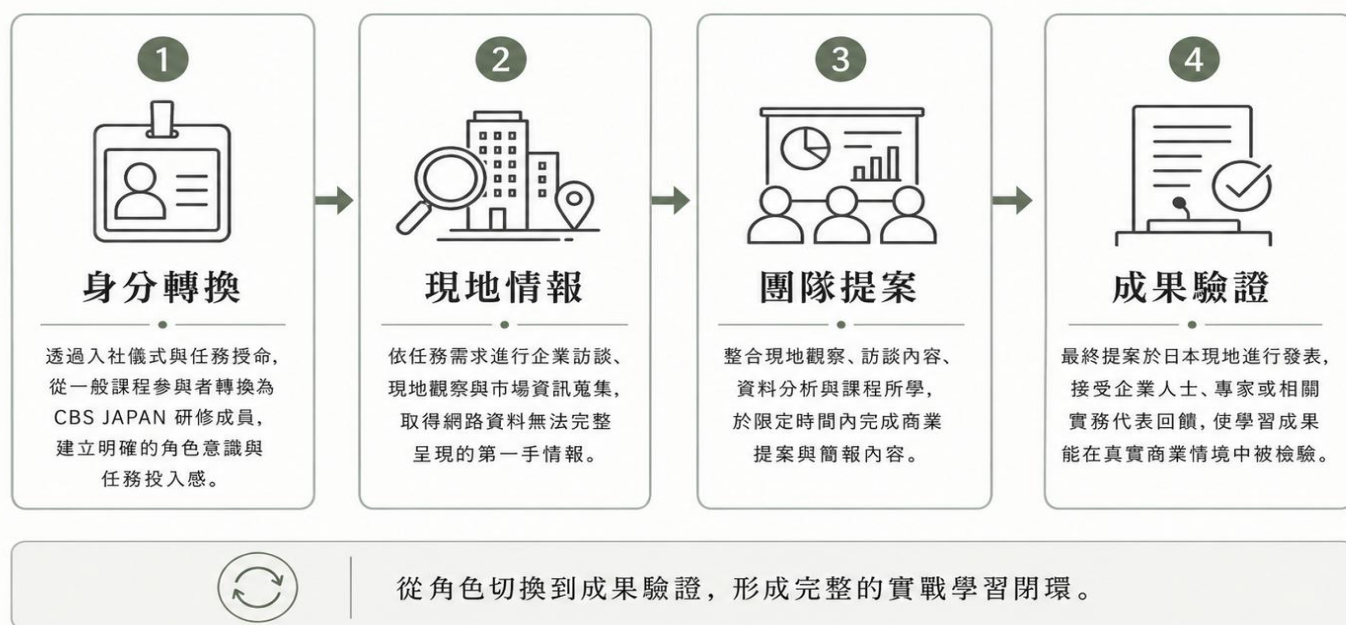 1
身分轉換
透過入社儀式與任務授命,
從一般課程參與者轉換為
CBS JAPAN 研修成員,
建立明確的角色意識與
任務投入感。
2
現地情報
依任務需求進行企業訪談、
現地觀察與市場資訊蒐集,
取得網路資料無法完整
呈現的第一手情報。
3
團隊提案
整合現地觀察、訪談內容、
資料分析與課程所學,
於限定時間內完成商業
提案與簡報內容。
4
成果驗證
最終提案於日本現地進行發表,
接受企業人士、專家或相關
實務代表回饋, 使學習成果
能在真實商業情境中被檢驗。
從角色切換到成果驗證, 形成完整的實戰學習閉環。